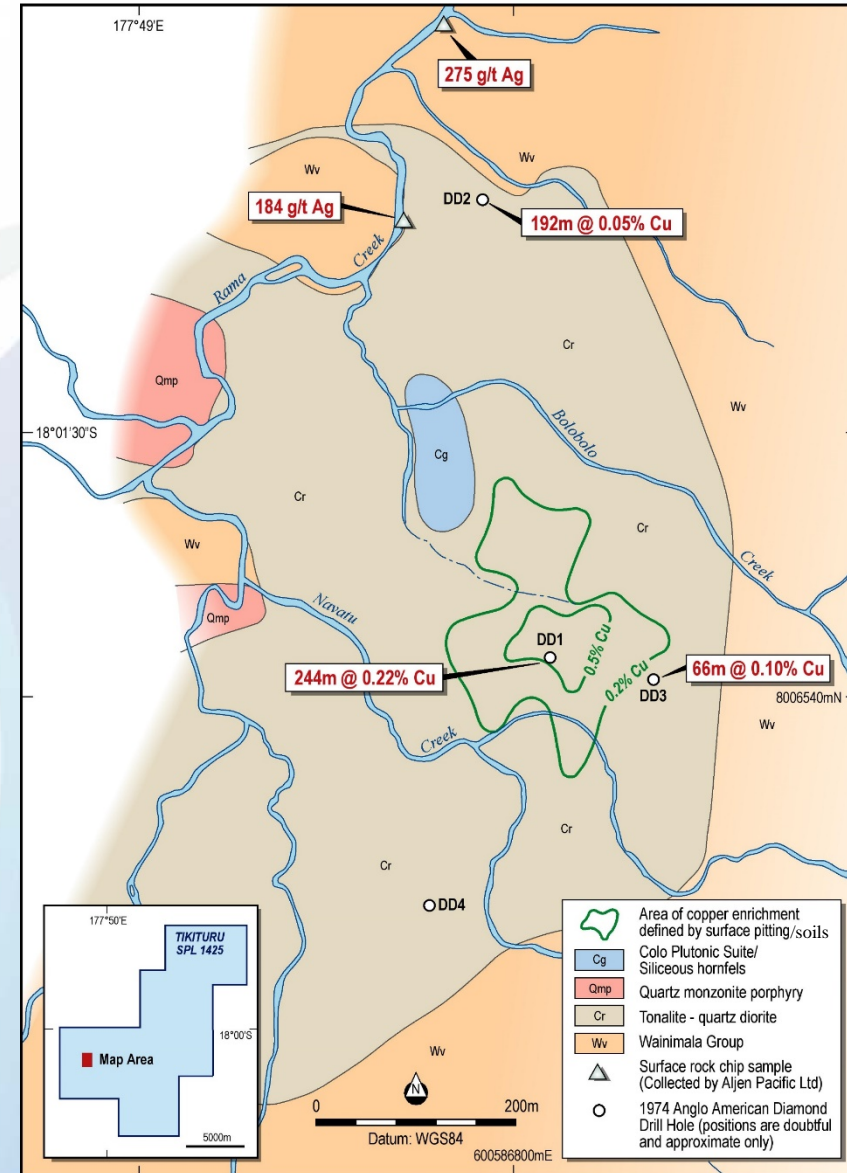 177°49'E
275 g/t Ag
Wv
Wv
184 g/t Ag
DD2
192m @ 0.05% Cu
Rama
Creek
Qmp
Cr
Wv
18°01'30"S
Cg
Bolobolo
Cr
Cr
Wv
Creek
Qmp
Navatu
DD1
0.5% Cu
244m @ 0.22% Cu
0.2% Cu
66m @ 0.10% Cu
DD3
8006540mN
Wv
Creek
Cr
Cr
DD4
177°50'E
TIKITURU
SPL 1425
18°00'S
Map Area
5000m
Wv
N
0
200m
Datum: WGS84
600586800mE
Area of copper enrichment
defined by surface pitting/soils
Cg
Colo Plutonic Suite/
Siliceous hornfels
Qmp
Quartz monzonite porphyry
Cr
Tonalite - quartz diorite
Wv
Wainimala Group
Surface rock chip sample
(Collected by Aljen Pacific Ltd)
1974 Anglo American Diamond
Drill Hole (positions are doubtful
and approximate only)